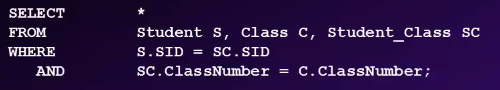 SELECT *
FROM Student S, Class C, Student_Class SC
WHERE S.SID = SC.SID
AND SC.ClassNumber = C.ClassNumber;